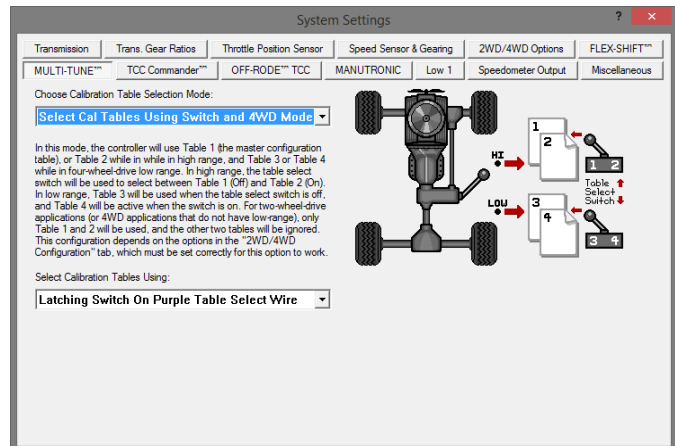 System Settings
? ×
Transmission Trans. Gear Ratios Throttle Position Sensor Speed Sensor & Gearing 2WD/4WD Options FLEX-SHIFT™
MULTI-TUNE™ TCC Commander™ OFF-RODE™ TCC MANUTRONIC Low 1 Speedometer Output Miscellaneous
Choose Calibration Table Selection Mode:
Select Cal Tables Using Switch and 4WD Mode
In this mode, the controller will use Table 1 (the master configuration
table), or Table 2 while in while in high range, and Table 3 or Table 4
while in four-wheel-drive low range. In high range, the table select
switch will be used to select between Table 1 (Off) and Table 2 (On).
In low range, Table 3 will be used when the table select switch is off,
and Table 4 will be active when the switch is on. For two-wheel-drive
applications (or 4WD applications that do not have low-range), only
Table 1 and 2 will be used, and the other two tables will be ignored.
This configuration depends on the options in the "2WD/4WD
Configuration" tab, which must be set correctly for this option to work.
Select Calibration Tables Using:
Latching Switch On Purple Table Select Wire
HI
1
2
1 2
Table
Select
Switch
LOW
3
4
3 4